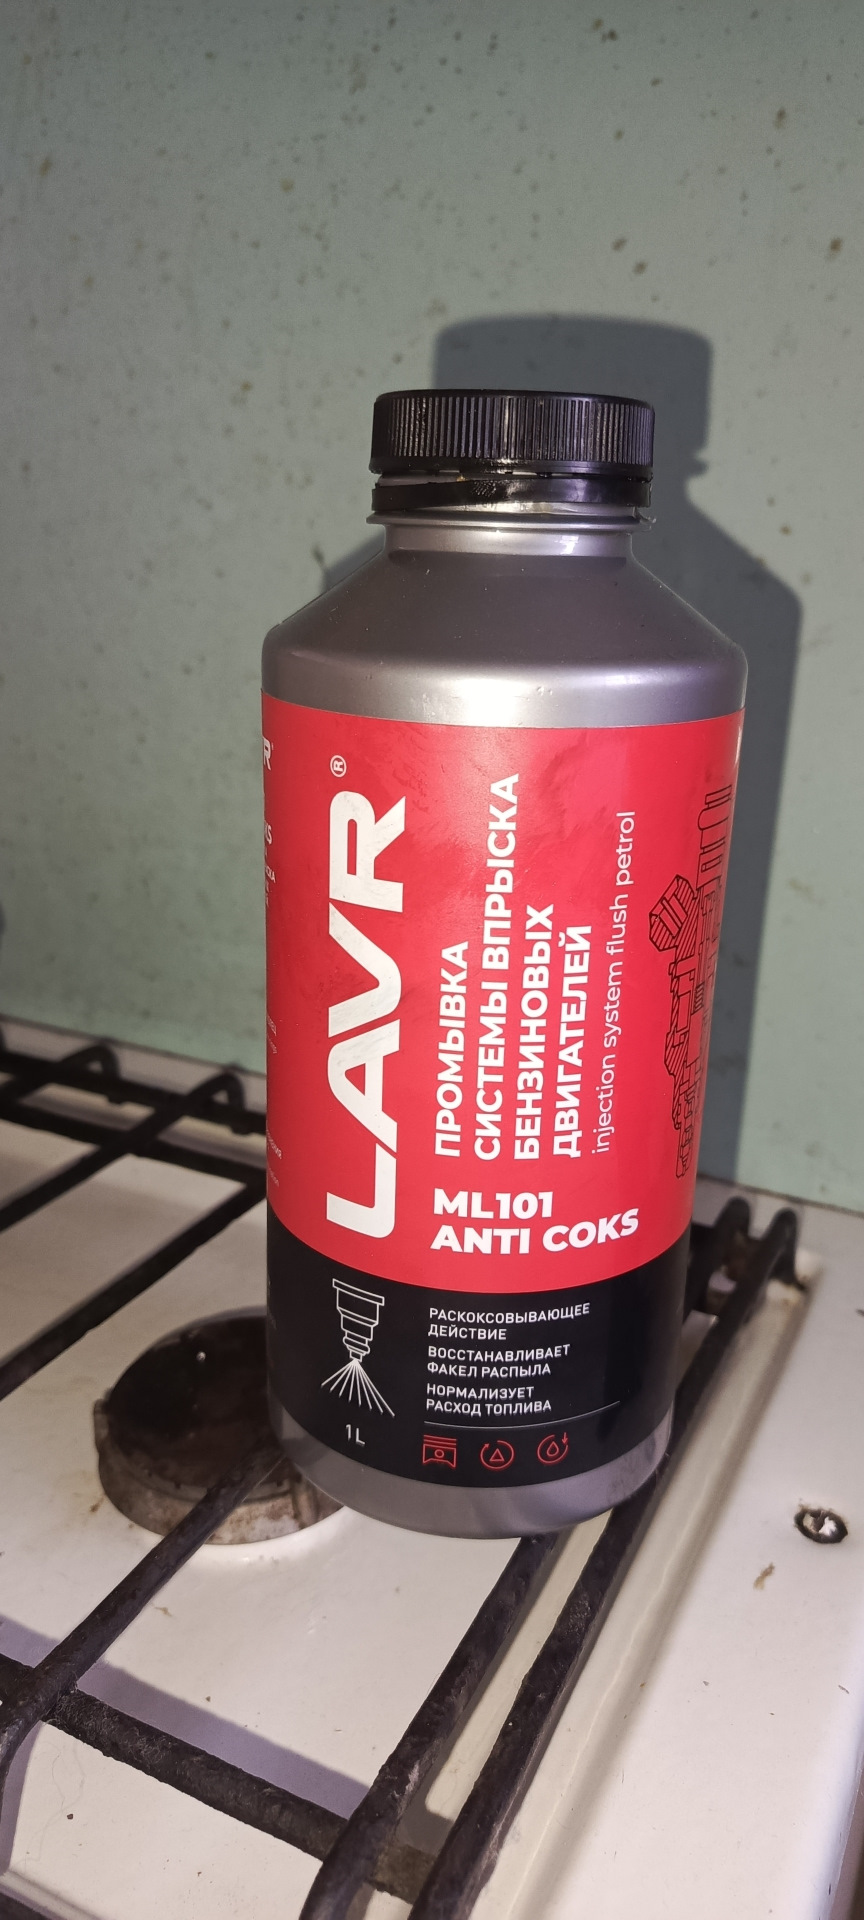 LAVR®
ПРОМЫВКА
СИСТЕМЫ ВПРЫСКА
БЕНЗИНОВЫХ
ДВИГАТЕЛЕЙ
injection system flush petrol
ML101
ANTI COKS
РАСКОКСОВЫВАЮЩЕЕ
ДЕЙСТВИЕ
ВОССТАНАВЛИВАЕТ
ФАКЕЛ РАСПЫЛА
НОРМАЛИЗУЕТ
РАСХОД ТОПЛИВА
1L